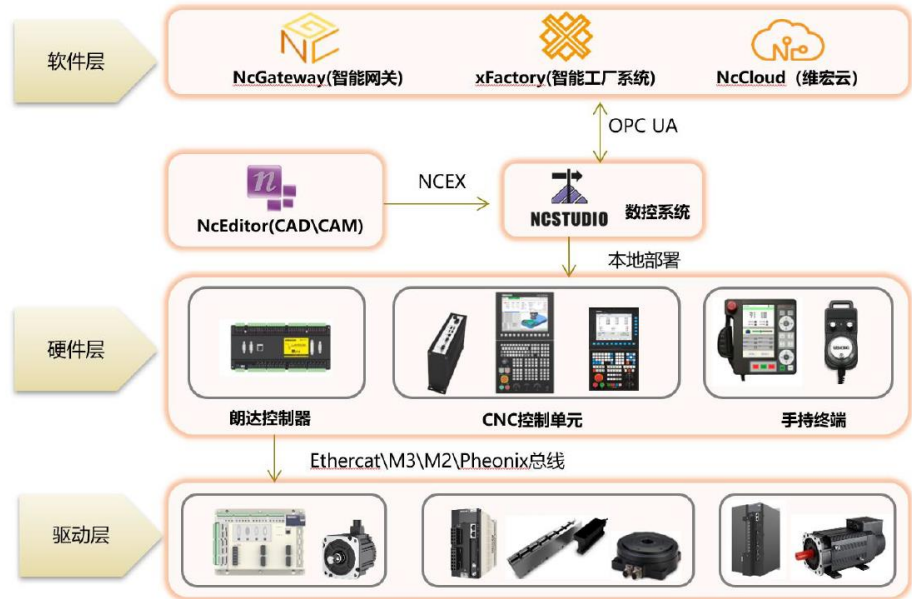 软件层
NcGateway(智能网关)
xFactory(智能工厂系统)
NcCloud（维宏云）
OPC UA
NCEX
NcEditor(CAD\CAM)
NCSTUDIO 数控系统
本地部署
硬件层
朗达控制器
CNC控制单元
手持终端
Ethercat\M3\M2\Pheonix总线
驱动层